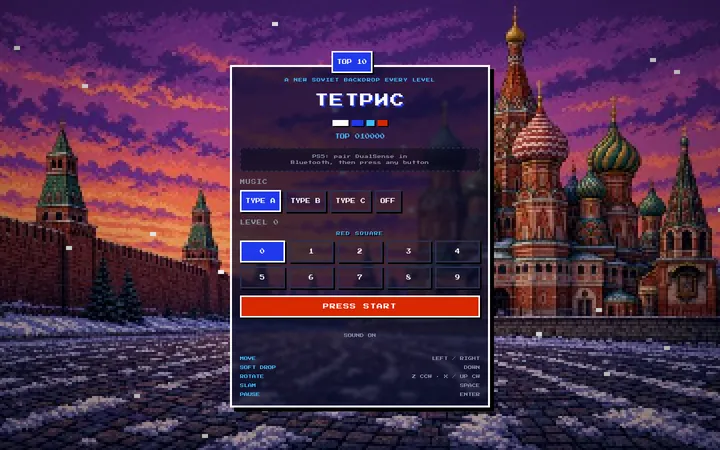 TOP 10
A NEW SOVIET BACKDROP EVERY LEVEL
ТЕТРИС
TOP 010000
PS5: pair DualSense in
Bluetooth, then press any button
MUSIC
TYPE A TYPE B TYPE C OFF
LEVEL 0
RED SQUARE
0 1 2 3 4
5 6 7 8 9
PRESS START
SOUND ON
MOVE LEFT / RIGHT
SOFT DROP DOWN
ROTATE Z CCW · X / UP CW
SLAM SPACE
PAUSE ENTER